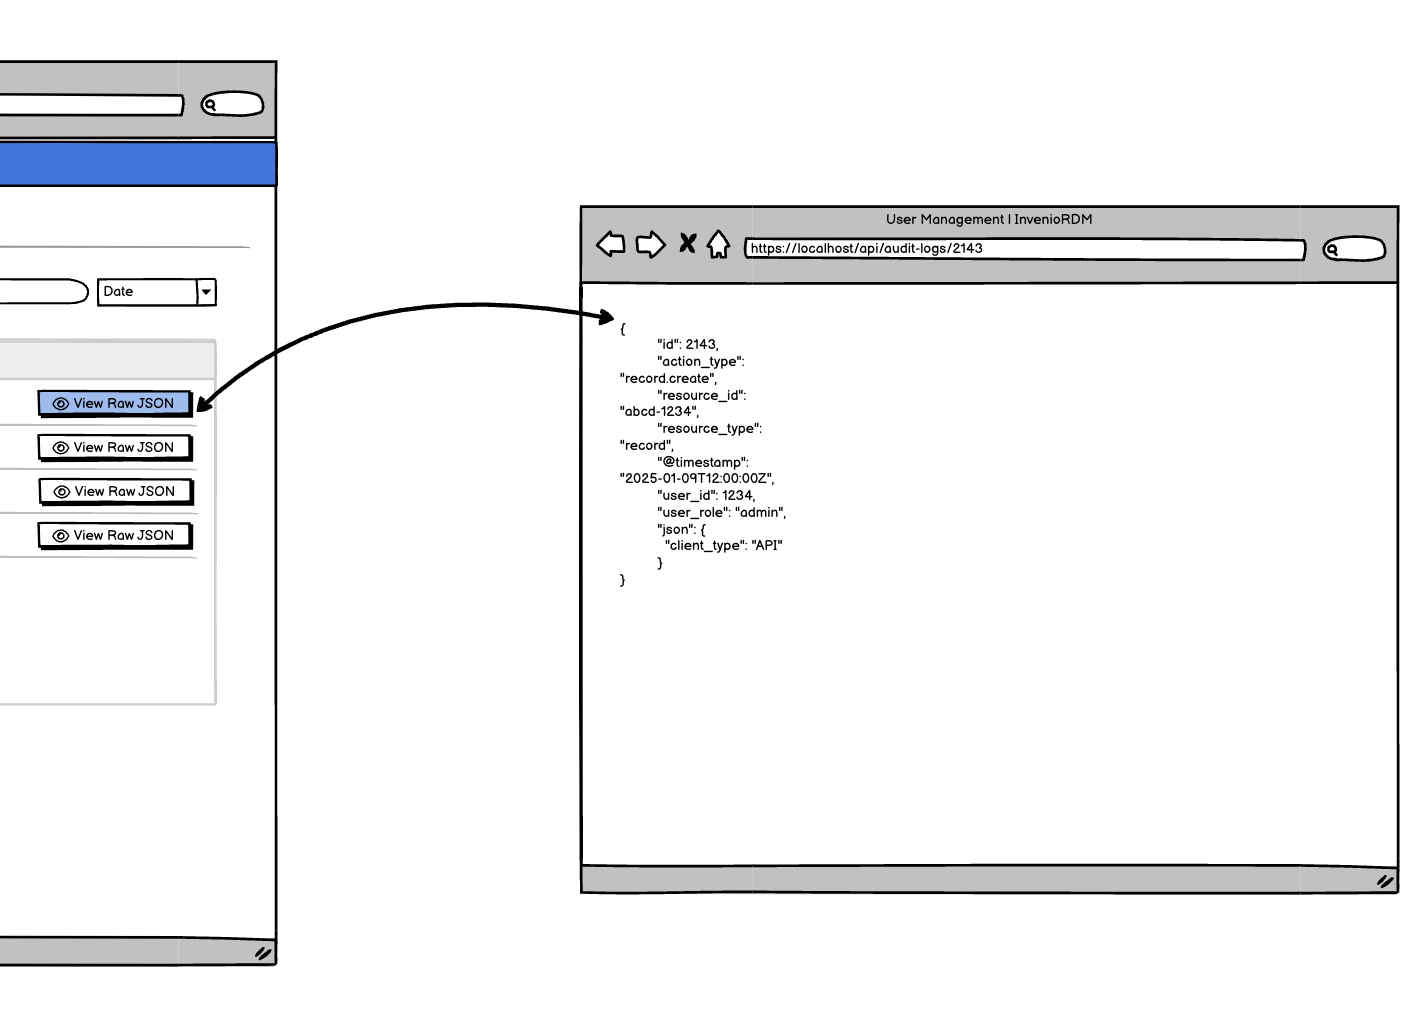 Date
View Raw JSON
View Raw JSON
View Raw JSON
View Raw JSON
User Management | InvenioRDM
https://localhost/api/audit-logs/2143
{
"id": 2143,
"action_type":
"record.create",
"resource_id":
"abcd-1234",
"resource_type":
"record",
"@timestamp":
"2025-01-09T12:00:00Z",
"user_id": 1234,
"user_role": "admin",
"json": {
"client_type": "API"
}
}